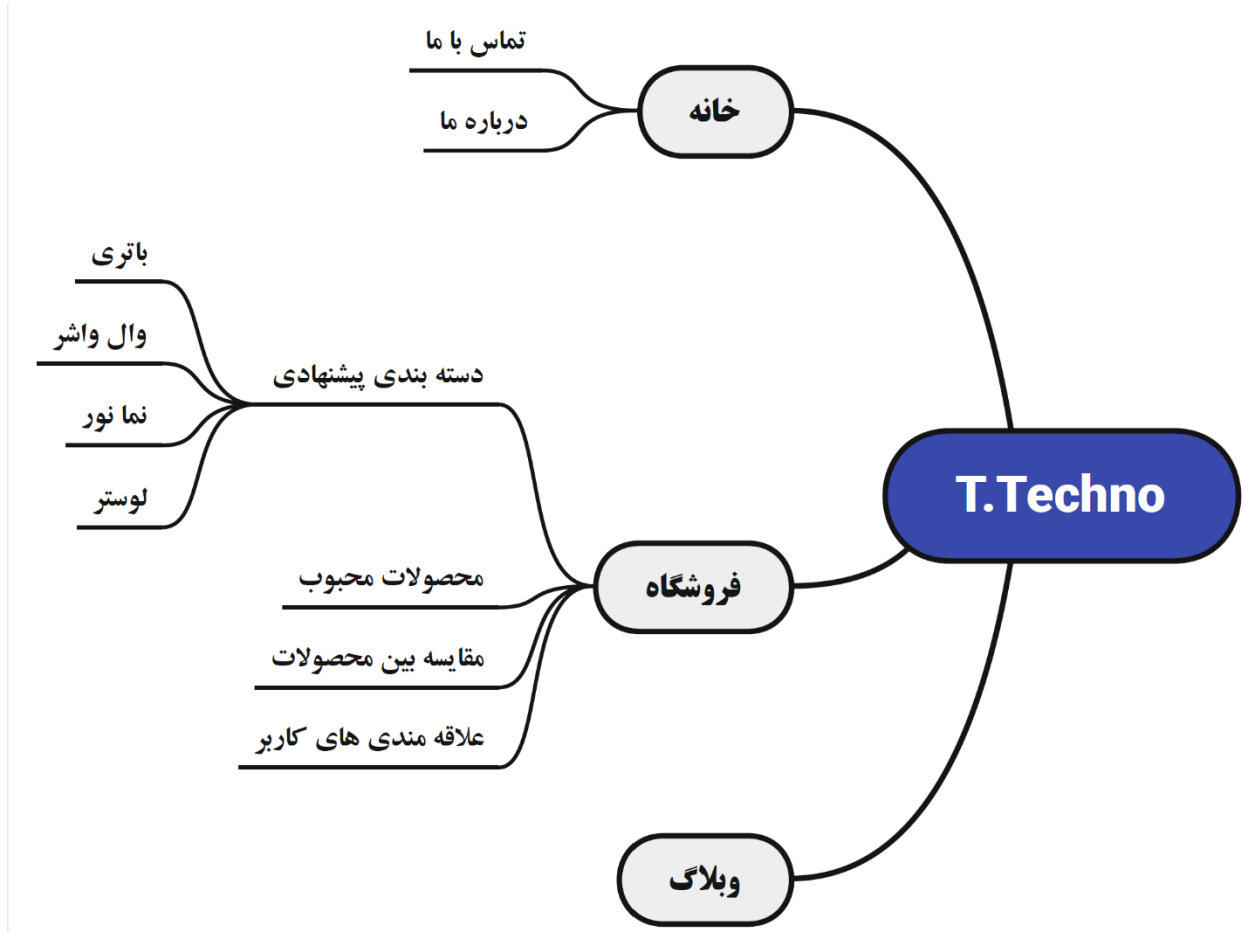 T.Techno
خانه
تماس با ما
درباره ما
فروشگاه
دسته بندی پیشنهادی
باتری
وال واشر
نما نور
لوستر
محصولات محبوب
مقایسه بین محصولات
علاقه مندی های کاربر
وبلاگ